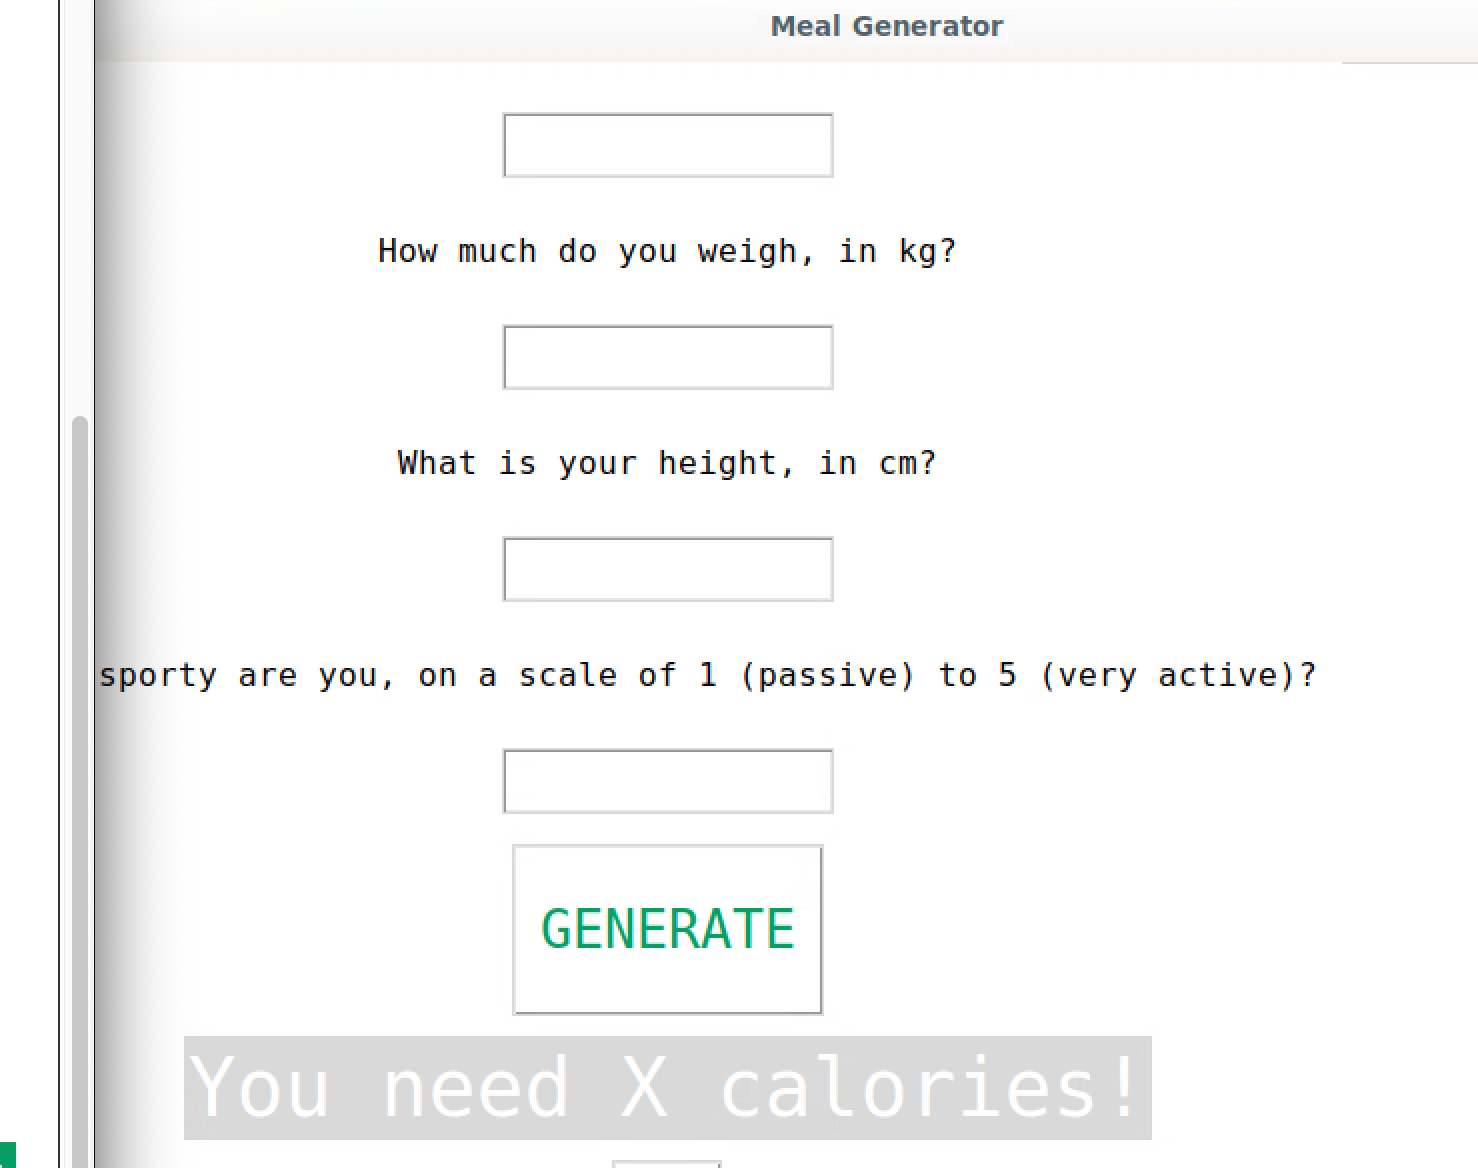 Meal Generator
How much do you weigh, in kg?
What is your height, in cm?
sporty are you, on a scale of 1 (passive) to 5 (very active)?
GENERATE
You need X calories!